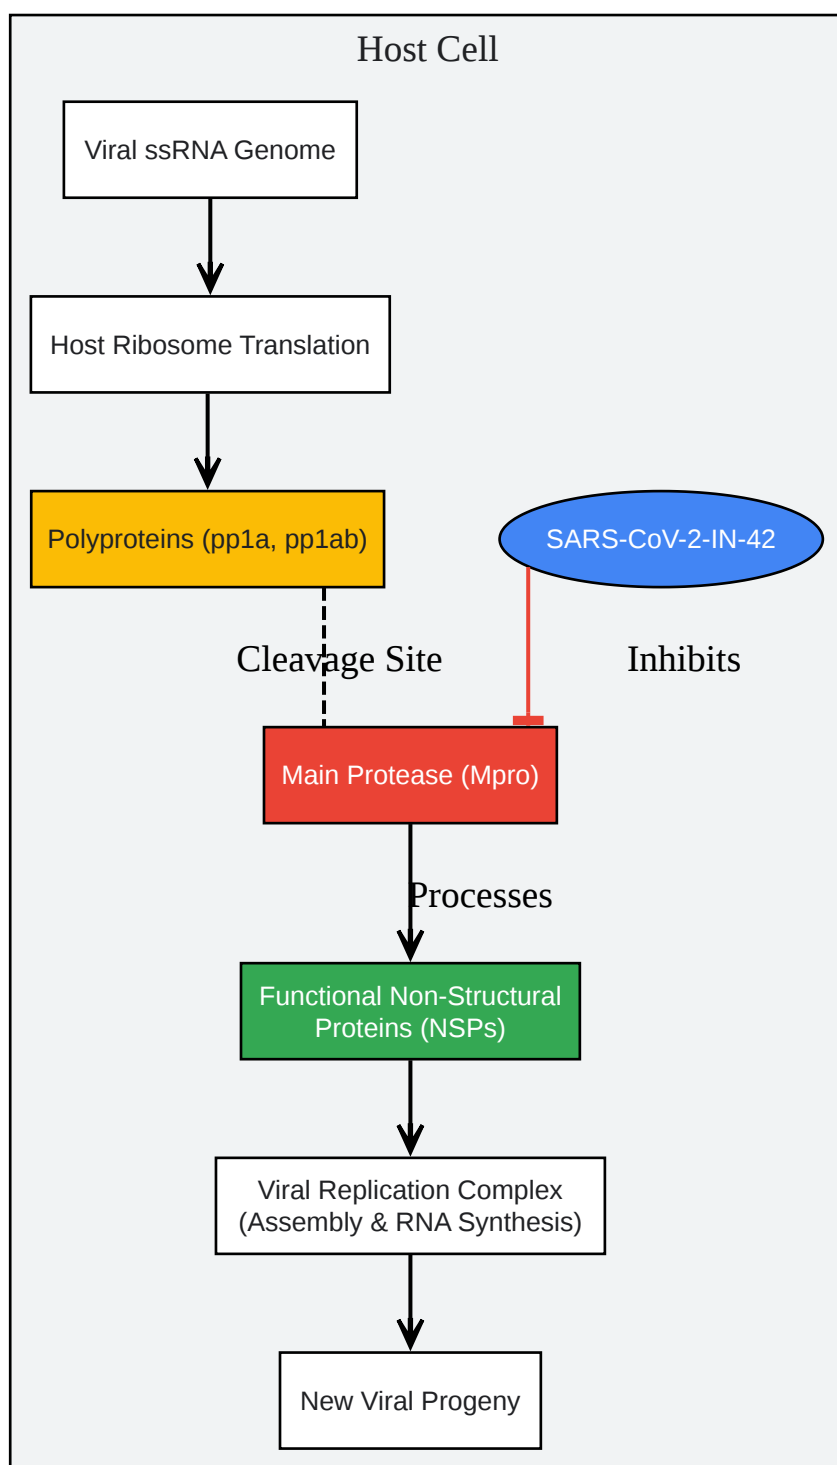 Host Cell
Viral ssRNA Genome
Host Ribosome Translation
Polyproteins (pp1a, pp1ab)
SARS-CoV-2-IN-42
Cleavage Site
Inhibits
Main Protease (Mpro)
Processes
Functional Non-Structural
Proteins (NSPs)
Viral Replication Complex
(Assembly & RNA Synthesis)
New Viral Progeny